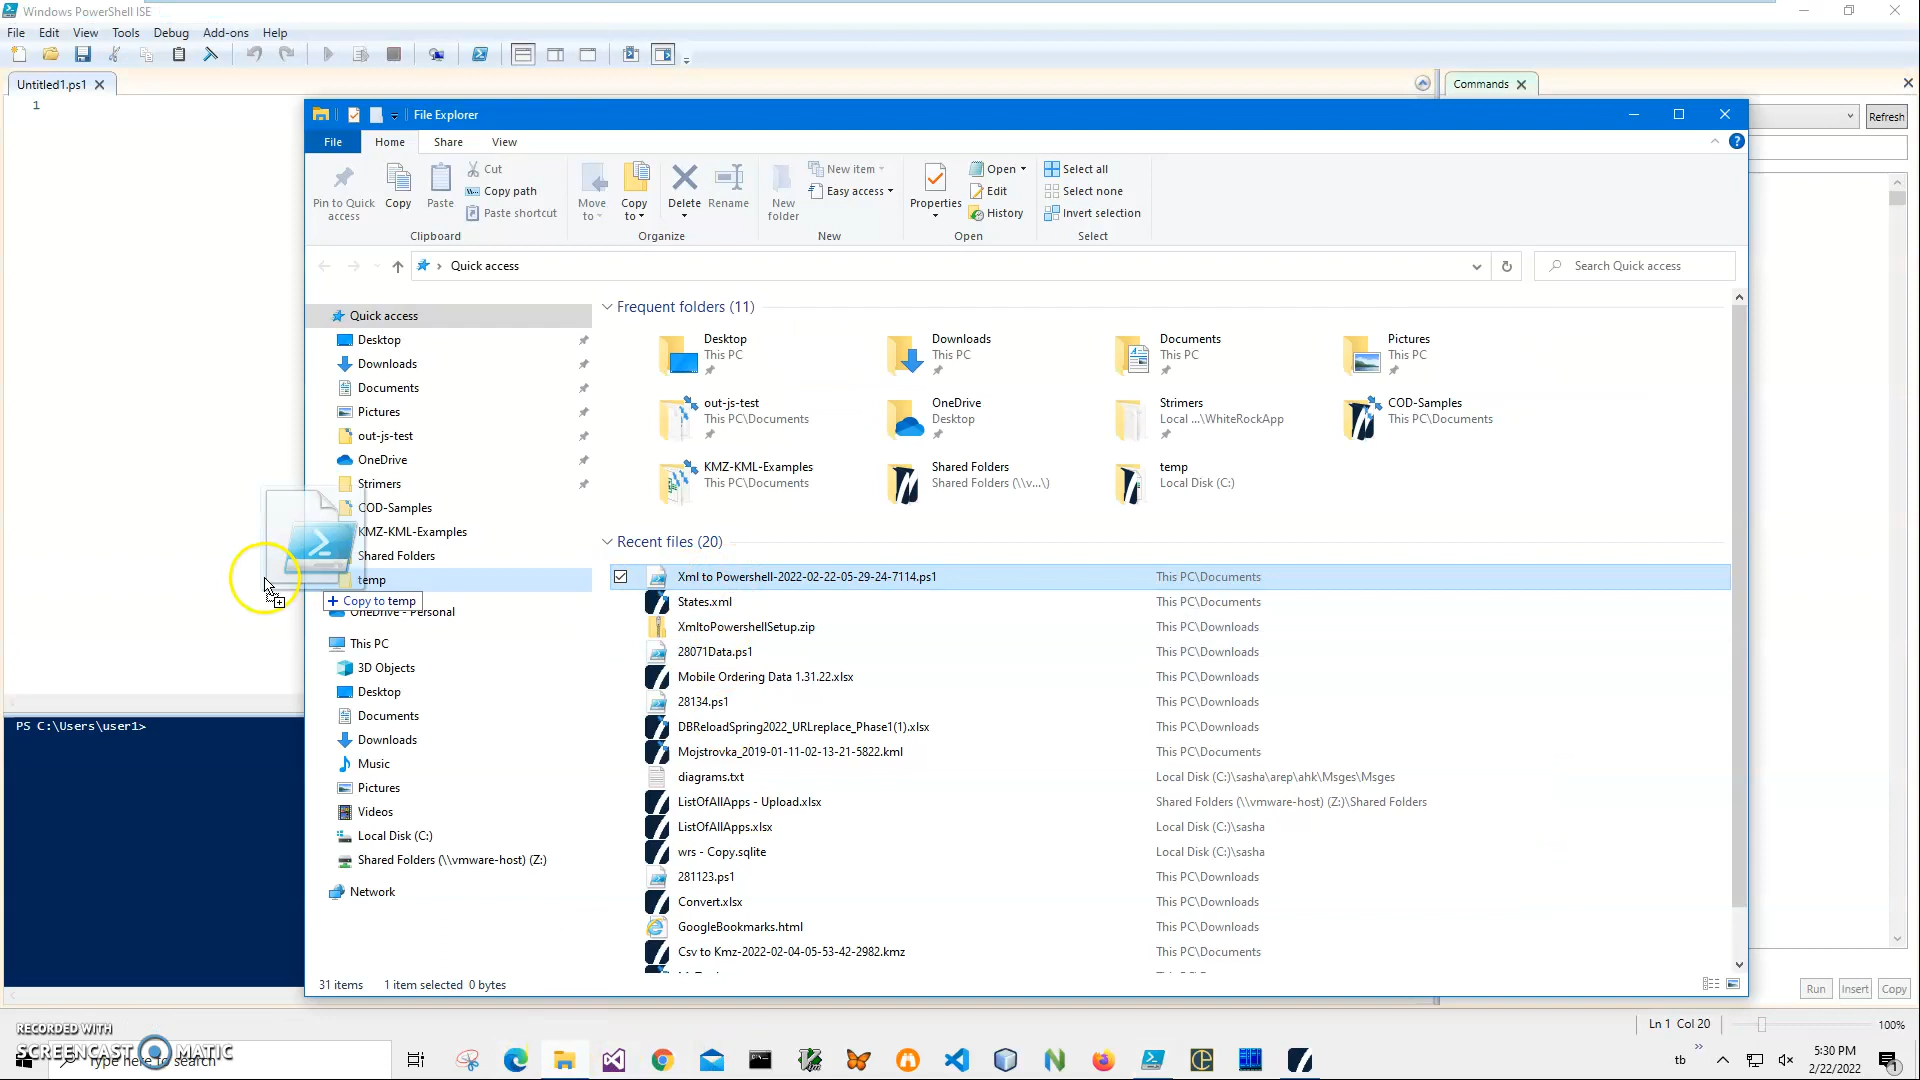 Windows PowerShell ISE
File Edit View Tools Debug Add-ons Help
Untitled1.ps1
Commands
1
Refresh
File Explorer
File Home Share View
Pin to Quick access
Copy
Paste
Cut
Copy path
Paste shortcut
Clipboard
Move to
Copy to
Delete
Rename
Organize
New folder
New item
Easy access
New
Properties
Open
Edit
History
Open
Select all
Select none
Invert selection
Select
Quick access
Search Quick access
Quick access
Desktop
Downloads
Documents
Pictures
out-js-test
OneDrive
Strimers
COD-Samples
KMZ-KML-Examples
Shared Folders
temp
Copy to temp
OneDrive - Personal
This PC
3D Objects
Desktop
Documents
Downloads
Music
Pictures
Videos
Local Disk (C:)
Shared Folders (\\vmware-host) (Z:)
Network
Frequent folders (11)
Desktop
This PC
Downloads
This PC
Documents
This PC
Pictures
This PC
out-js-test
This PC\Documents
OneDrive
Desktop
Strimers
Local ...\WhiteRockApp
COD-Samples
This PC\Documents
KMZ-KML-Examples
This PC\Documents
Shared Folders
Shared Folders (\\v...\)
temp
Local Disk (C:)
Recent files (20)
Xml to Powershell-2022-02-22-05-29-24-7114.ps1 This PC\Documents
States.xml This PC\Documents
XmltoPowershellSetup.zip This PC\Downloads
28071Data.ps1 This PC\Downloads
Mobile Ordering Data 1.31.22.xlsx This PC\Downloads
28134.ps1 This PC\Downloads
DBReloadSpring2022_URLreplace_Phase1(1).xlsx This PC\Downloads
Mojstrovka_2019-01-11-02-13-21-5822.kml This PC\Documents
diagrams.txt Local Disk (C:)\sasha\arep\ahk\Msges\Msges
ListOfAllApps - Upload.xlsx Shared Folders (\\vmware-host) (Z:)\Shared Folders
ListOfAllApps.xlsx Local Disk (C:)\sasha
wrs - Copy.sqlite Local Disk (C:)\sasha
281123.ps1 This PC\Downloads
Convert.xlsx This PC\Downloads
GoogleBookmarks.html This PC\Downloads
Csv to Kmz-2022-02-04-05-53-42-2982.kmz This PC\Documents
31 items 1 item selected 0 bytes
PS C:\Users\user1>
Run Insert Copy
Ln 1 Col 20 100%
RECORDED WITH
SCREENCAST MATIC
Type here to search
tb
5:30 PM
2/22/2022
1